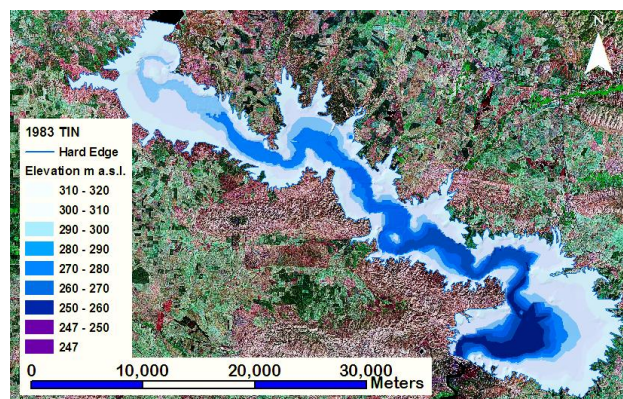 N
1983 TIN
Hard Edge
Elevation m a.s.l.
310 - 320
300 - 310
290 - 300
280 - 290
270 - 280
260 - 270
250 - 260
247 - 250
247
0 10,000 20,000 30,000
Meters